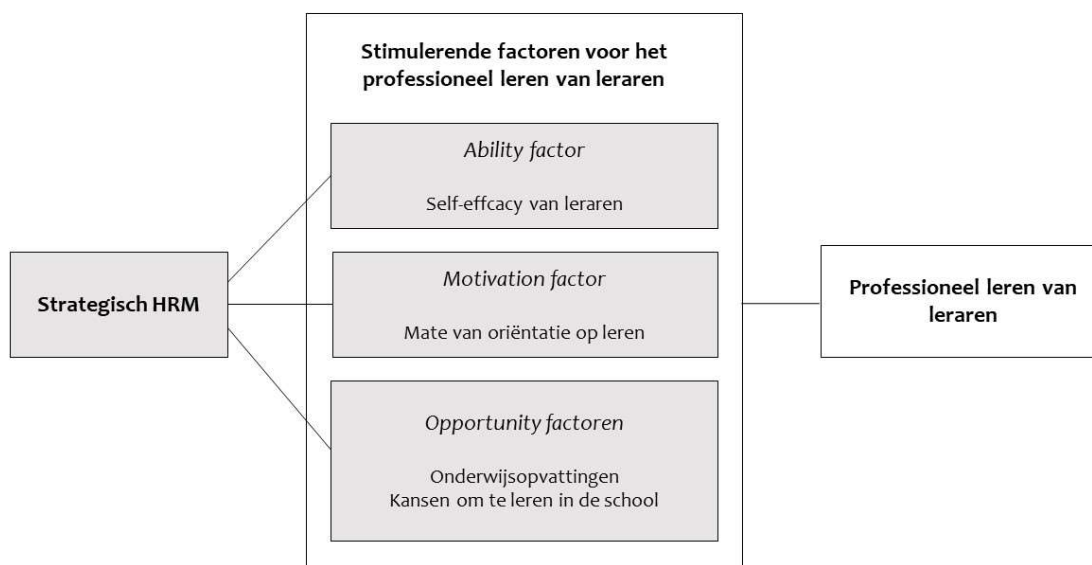 Stimulerende factoren voor het
professioneel leren van leraren
Ability factor
Self-effcacy van leraren
Strategisch HRM
Motivation factor
Mate van oriëntatie op leren
Opportunity factoren
Onderwijsopvattingen
Kansen om te leren in de school
Professioneel leren van
leraren